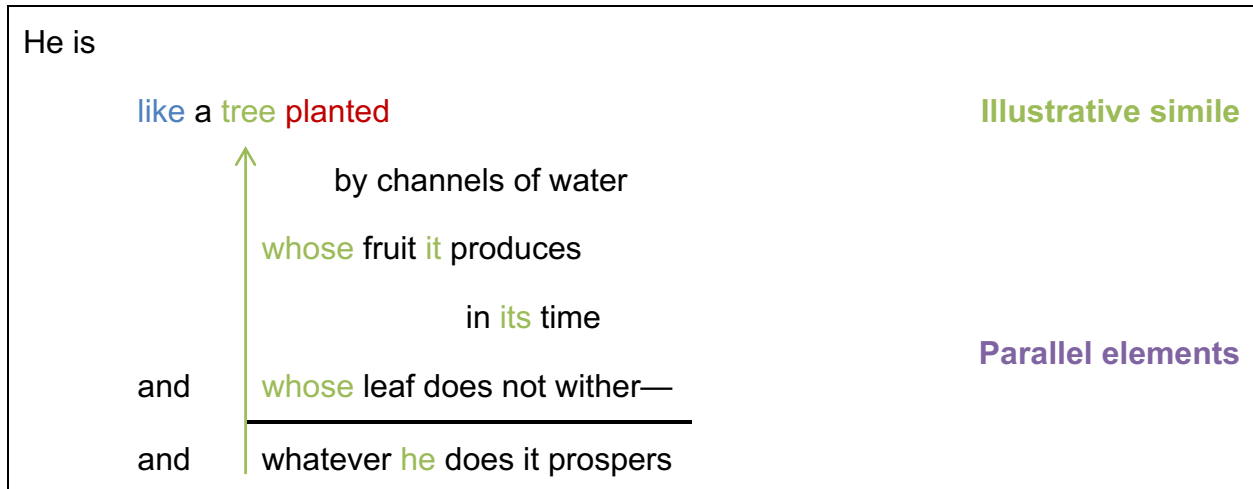 He is
like a tree planted
Illustrative simile
by channels of water
whose fruit it produces
in its time
Parallel elements
and whose leaf does not wither—
and whatever he does it prospers